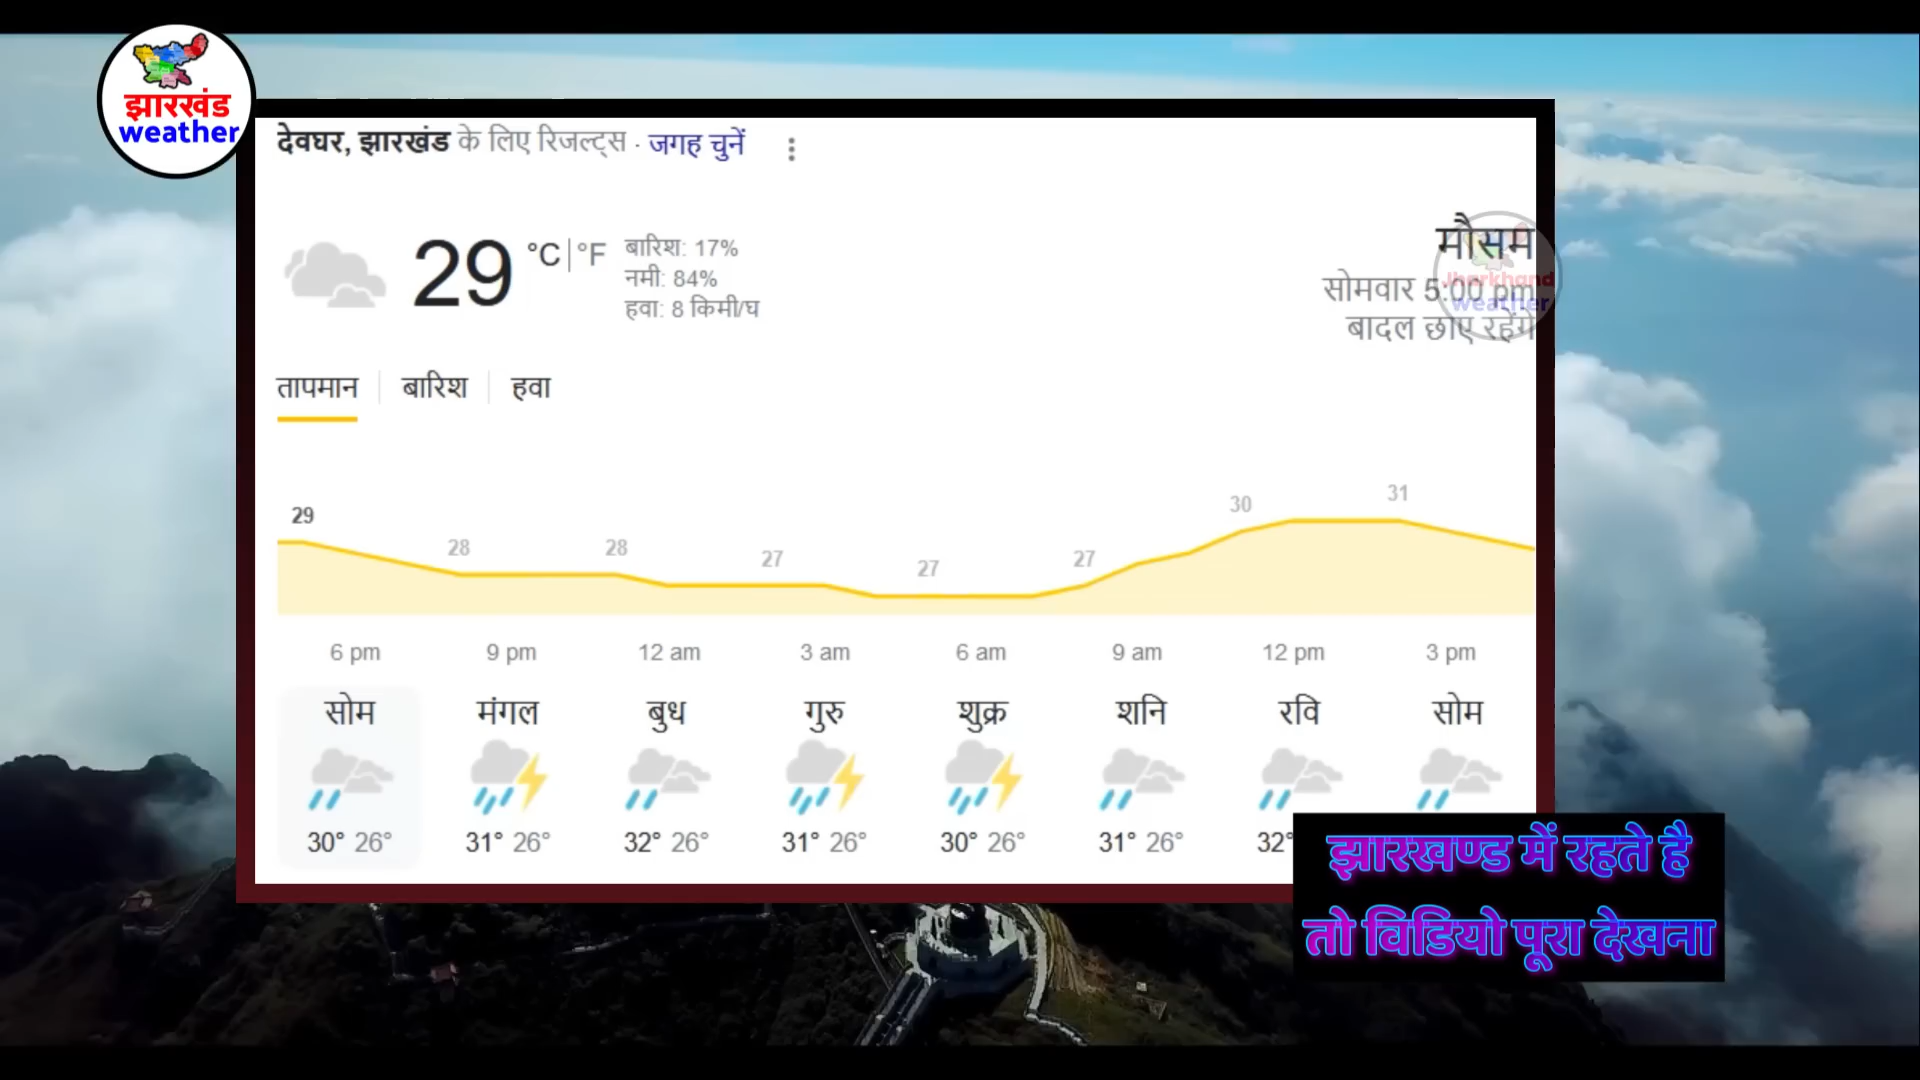 झारखंड
weather
देवघर, झारखंड के लिए रिजल्ट्स · जगह चुनें
29 °C | °F
बारिश: 17%
नमी: 84%
हवा: 8 किमी/घ
मौसम
सोमवार 5:00 pm
बादल छाए रहेंगे
Jharkhand
weather
तापमान बारिश हवा
29 28 28 27 27 27 30 31
6 pm 9 pm 12 am 3 am 6 am 9 am 12 pm 3 pm
सोम मंगल बुध गुरु शुक्र शनि रवि सोम
30° 26° 31° 26° 32° 26° 31° 26° 30° 26° 31° 26° 32°
झारखण्ड में रहते है
तो विडियो पूरा देखना